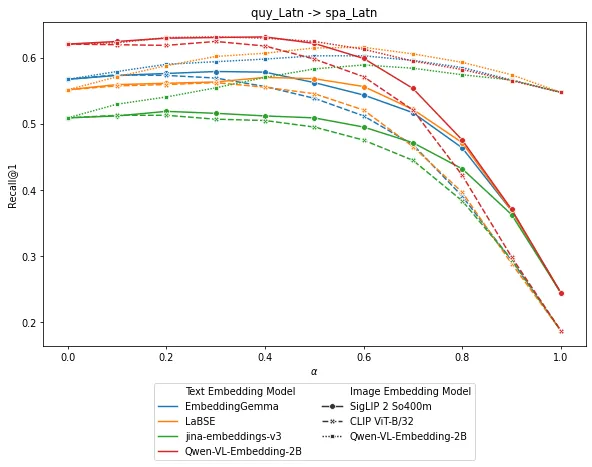 quy_Latn -> spa_Latn
Recall@1
0.6
0.5
0.4
0.3
0.2
0.0 0.2 0.4 0.6 0.8 1.0
α
Text Embedding Model Image Embedding Model
EmbeddingGemma SigLIP 2 So400m
LaBSE CLIP ViT-B/32
jina-embeddings-v3 Qwen-VL-Embedding-2B
Qwen-VL-Embedding-2B